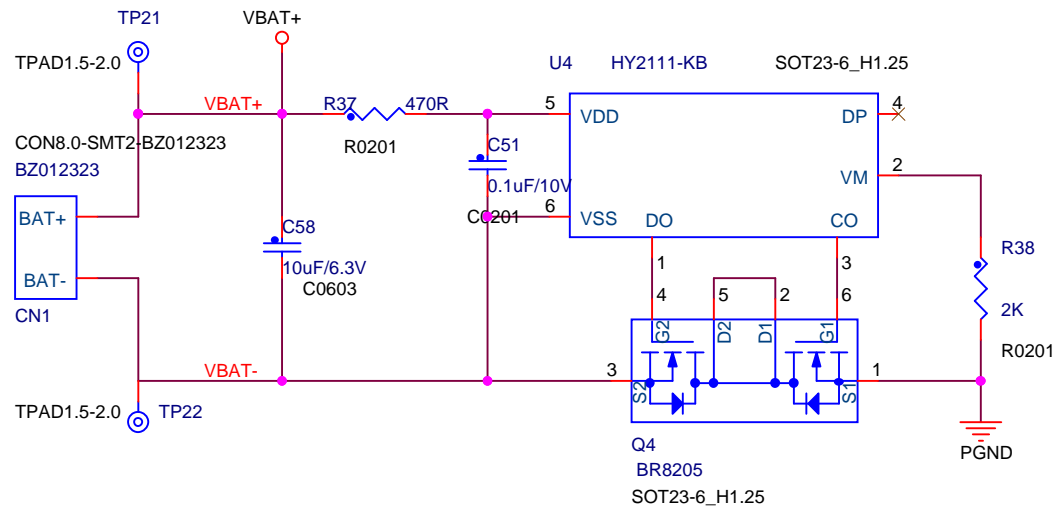 TP21
VBAT+
TPAD1.5-2.0
U4 HY2111-KB SOT23-6_H1.25
VBAT+
R37 470R
5
VDD
DP
4
CON8.0-SMT2-BZ012323
R0201
C51
BZ012323
0.1uF/10V
VM
2
BAT+
C0201
6
VSS
DO
CO
C58
R38
BAT-
10uF/6.3V
1
3
C0603
4
5
2
6
2K
CN1
G2
D2
D1
G1
R0201
VBAT-
3
1
S2
S1
TPAD1.5-2.0
TP22
Q4
PGND
BR8205
SOT23-6_H1.25